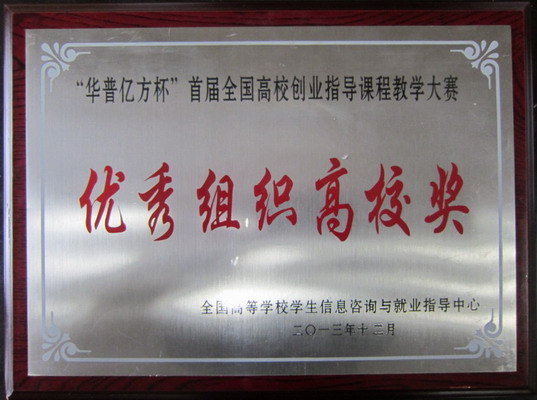 “华普亿方杯”首届全国高校创业指导课程教学大赛
优秀组织高校奖
全国高等学校学生信息咨询与就业指导中心
二〇一三年十二月